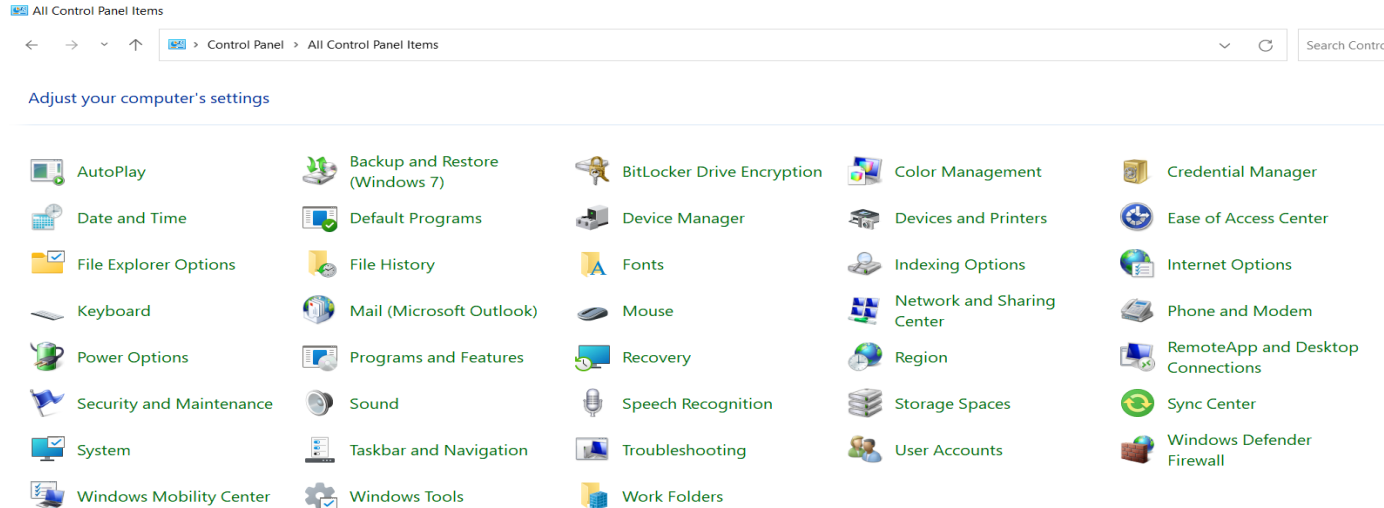 All Control Panel Items
Control Panel > All Control Panel Items
Search Contro
Adjust your computer's settings
AutoPlay
Backup and Restore
(Windows 7)
BitLocker Drive Encryption
Color Management
Credential Manager
Date and Time
Default Programs
Device Manager
Devices and Printers
Ease of Access Center
File Explorer Options
File History
Fonts
Indexing Options
Internet Options
Keyboard
Mail (Microsoft Outlook)
Mouse
Network and Sharing
Center
Phone and Modem
Power Options
Programs and Features
Recovery
Region
RemoteApp and Desktop
Connections
Security and Maintenance
Sound
Speech Recognition
Storage Spaces
Sync Center
System
Taskbar and Navigation
Troubleshooting
User Accounts
Windows Defender
Firewall
Windows Mobility Center
Windows Tools
Work Folders